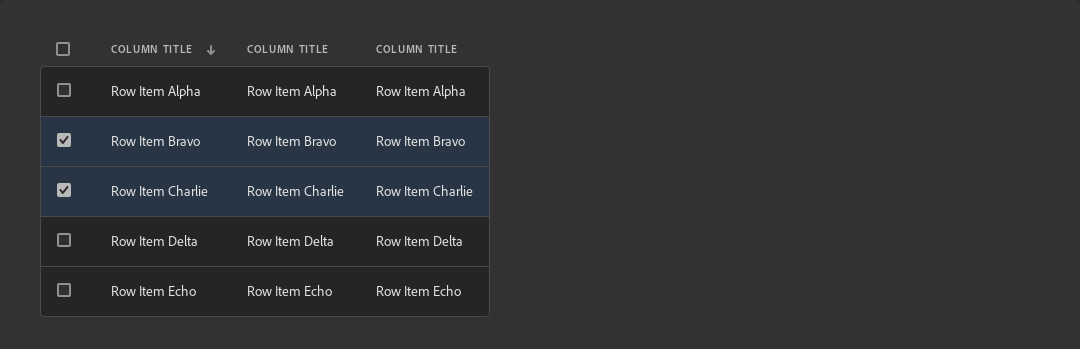 COLUMN TITLE COLUMN TITLE COLUMN TITLE
Row Item Alpha Row Item Alpha Row Item Alpha
Row Item Bravo Row Item Bravo Row Item Bravo
Row Item Charlie Row Item Charlie Row Item Charlie
Row Item Delta Row Item Delta Row Item Delta
Row Item Echo Row Item Echo Row Item Echo